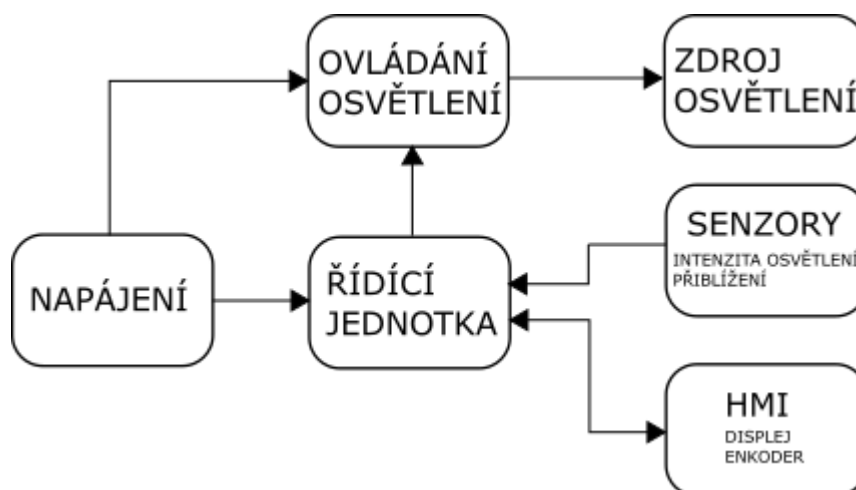 OVLÁDÁNÍ
OSVĚTLENÍ
ZDROJ
OSVĚTLENÍ
NAPÁJENÍ
ŘÍDÍCÍ
JEDNOTKA
SENZORY
INTENZITA OSVĚTLENÍ
PŘIBLÍŽENÍ
HMI
DISPLEJ
ENKODER